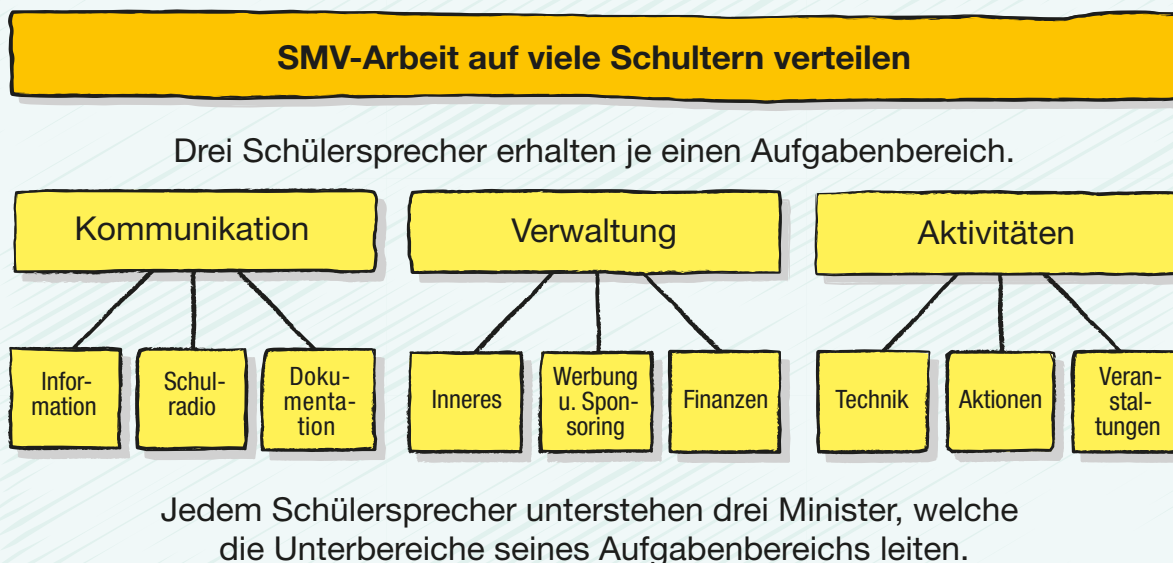 SMV-Arbeit auf viele Schultern verteilen
Drei Schülersprecher erhalten je einen Aufgabenbereich.
Kommunikation
Verwaltung
Aktivitäten
Infor-
mation
Schul-
radio
Doku-
menta-
tion
Inneres
Werbung
u. Spon-
soring
Finanzen
Technik
Aktionen
Veran-
stal-
tungen
Jedem Schülersprecher unterstehen drei Minister, welche
die Unterbereiche seines Aufgabenbereichs leiten.